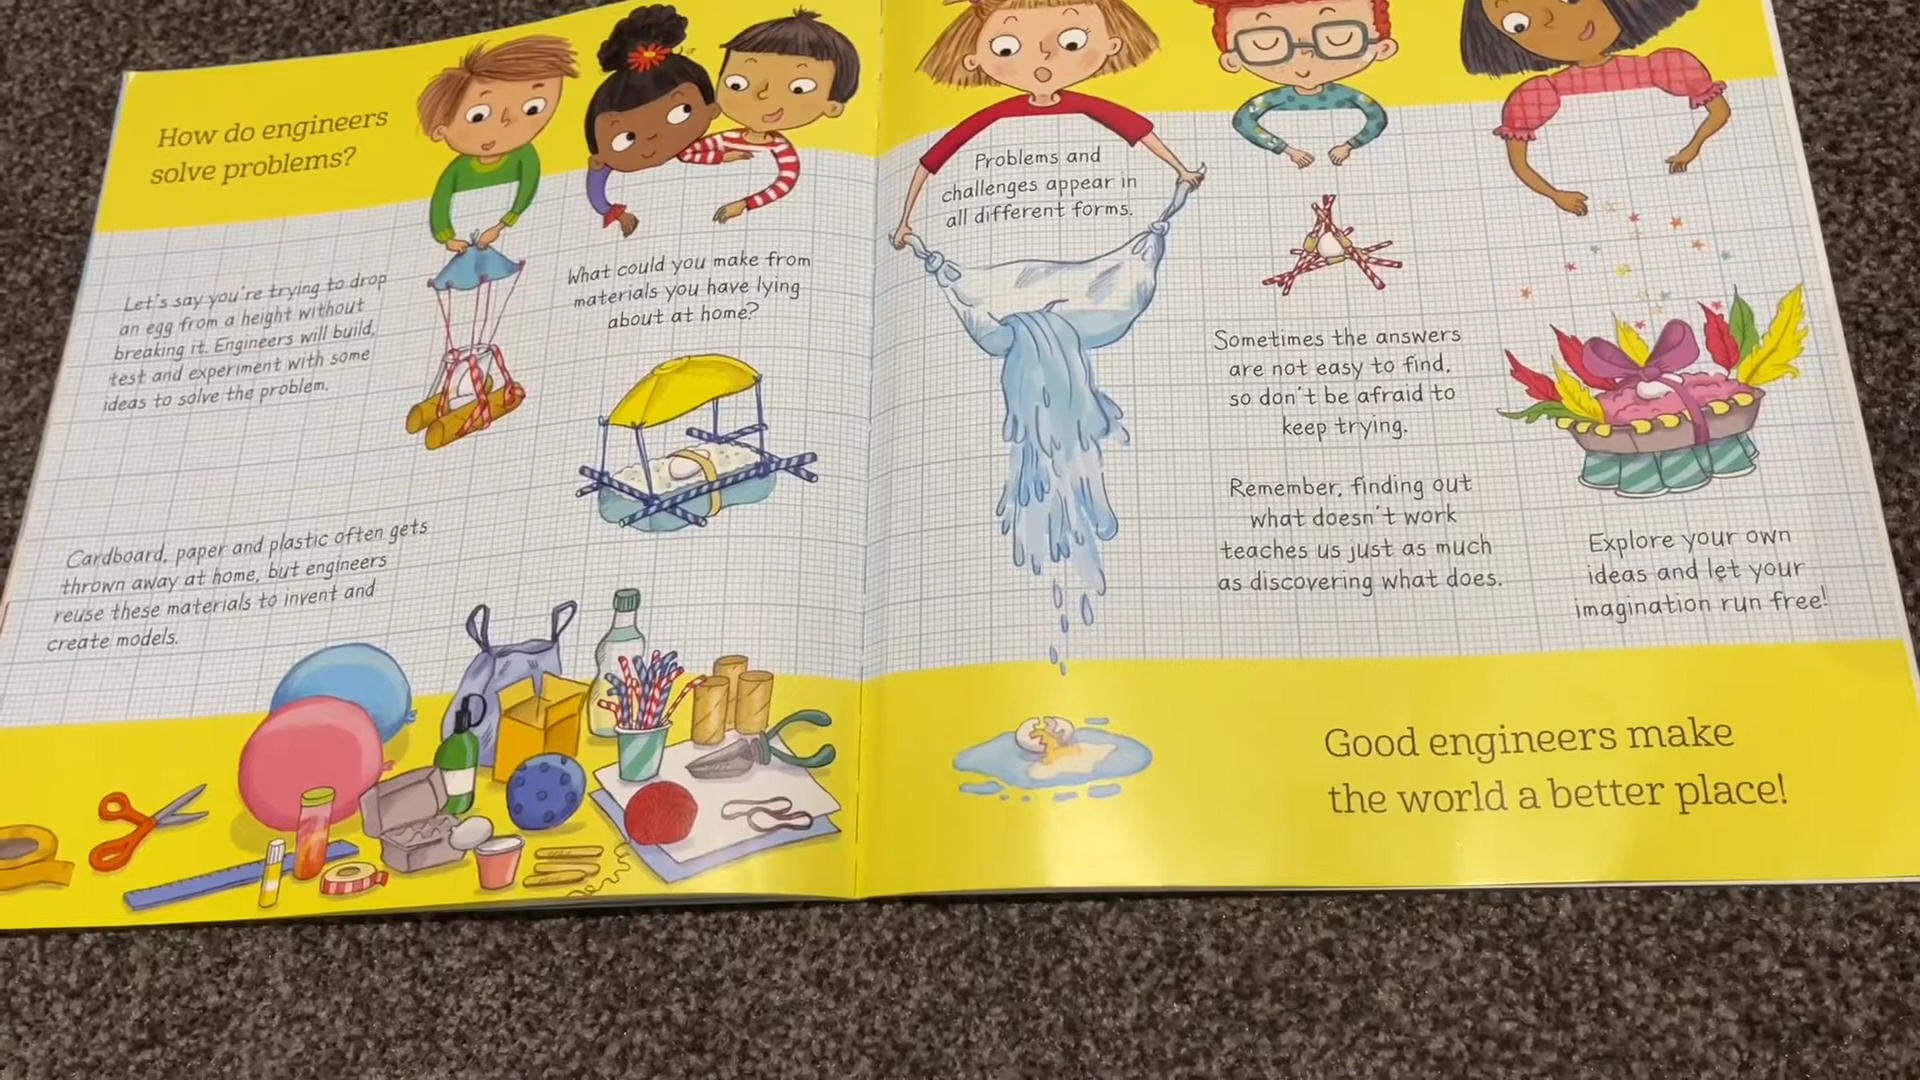 How do engineers
solve problems?
Let's say you're trying to drop
an egg from a height without
breaking it. Engineers will build,
test and experiment with some
ideas to solve the problem.
What could you make from
materials you have lying
about at home?
Cardboard, paper and plastic often gets
thrown away at home, but engineers
reuse these materials to invent and
create models.
Problems and
challenges appear in
all different forms.
Sometimes the answers
are not easy to find,
so don't be afraid to
keep trying.
Remember, finding out
what doesn't work
teaches us just as much
as discovering what does.
Explore your own
ideas and let your
imagination run free!
Good engineers make
the world a better place!